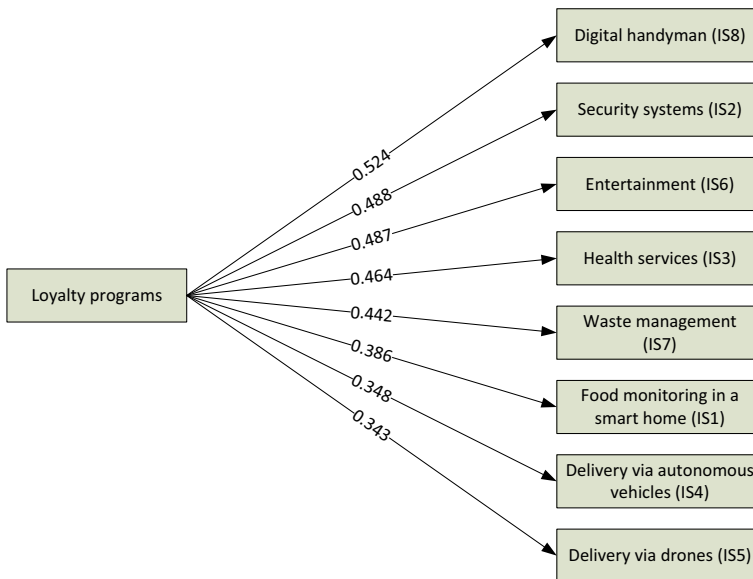 Digital handyman (IS8)
Security systems (IS2)
Entertainment (IS6)
Health services (IS3)
Waste management
(IS7)
Food monitoring in a
smart home (IS1)
Delivery via autonomous
vehicles (IS4)
Delivery via drones (IS5)
Loyalty programs
0.524
0.488
0.487
0.464
0.442
0.386
0.348
0.343